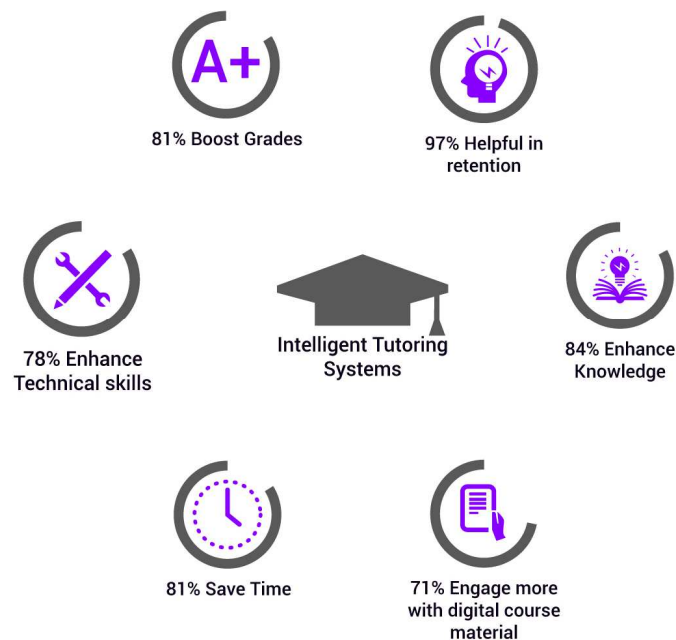 A+
81% Boost Grades
97% Helpful in
retention
78% Enhance
Technical skills
Intelligent Tutoring
Systems
84% Enhance
Knowledge
81% Save Time
71% Engage more
with digital course
material